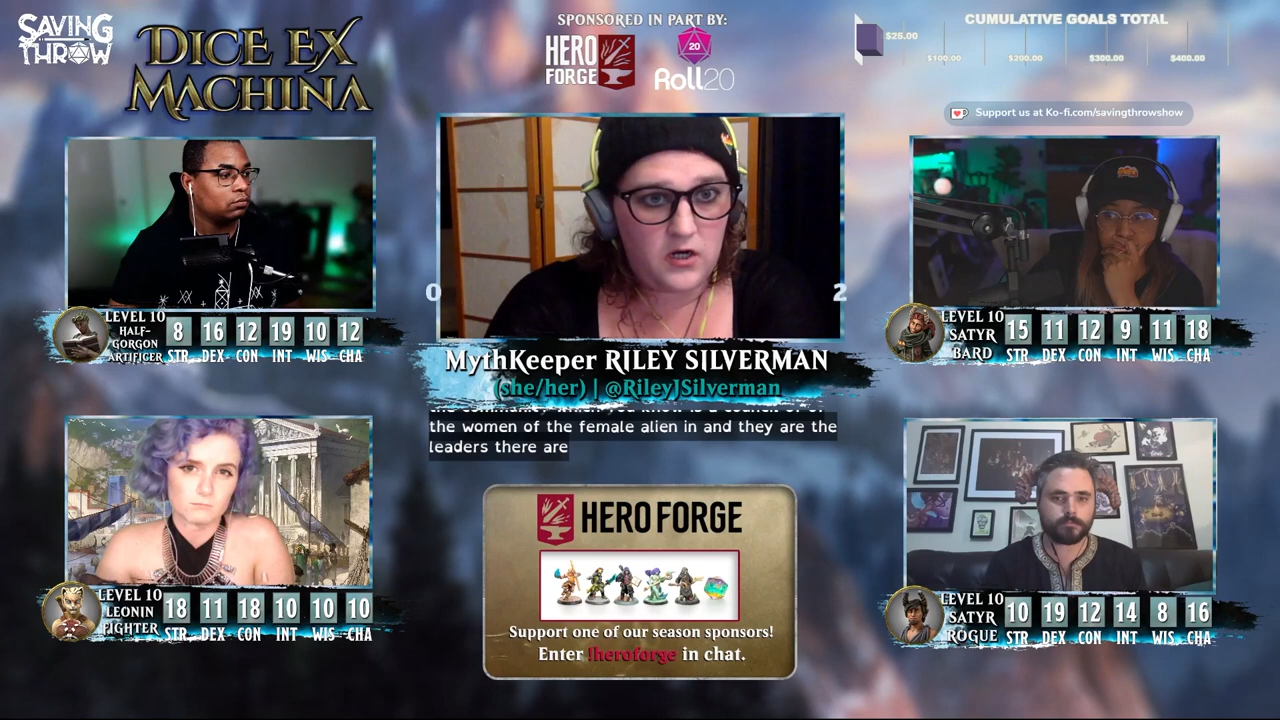 SAVING THROW
DICE EX
MACHINA
SPONSORED IN PART BY:
HERO
FORGE
20
Roll20
CUMULATIVE GOALS TOTAL
$25.00
$100.00 $200.00 $300.00 $400.00
Support us at Ko-fi.com/savingthrowshow
0
2
LEVEL 10
HALF-
GORGON
ARTIFICER
8 16 12 19 10 12
STR DEX CON INT WIS CHA
MythKeeper RILEY SILVERMAN
(she/her) | @RileyJSilverman
the women of the female alien in and they are the
leaders there are
LEVEL 10
SATYR
BARD
15 11 12 9 11 18
STR DEX CON INT WIS CHA
LEVEL 10
LEONIN
FIGHTER
18 11 18 10 10 10
STR DEX CON INT WIS CHA
HERO FORGE
Support one of our season sponsors!
Enter !heroforge in chat.
LEVEL 10
SATYR
ROGUE
10 19 12 14 8 16
STR DEX CON INT WIS CHA